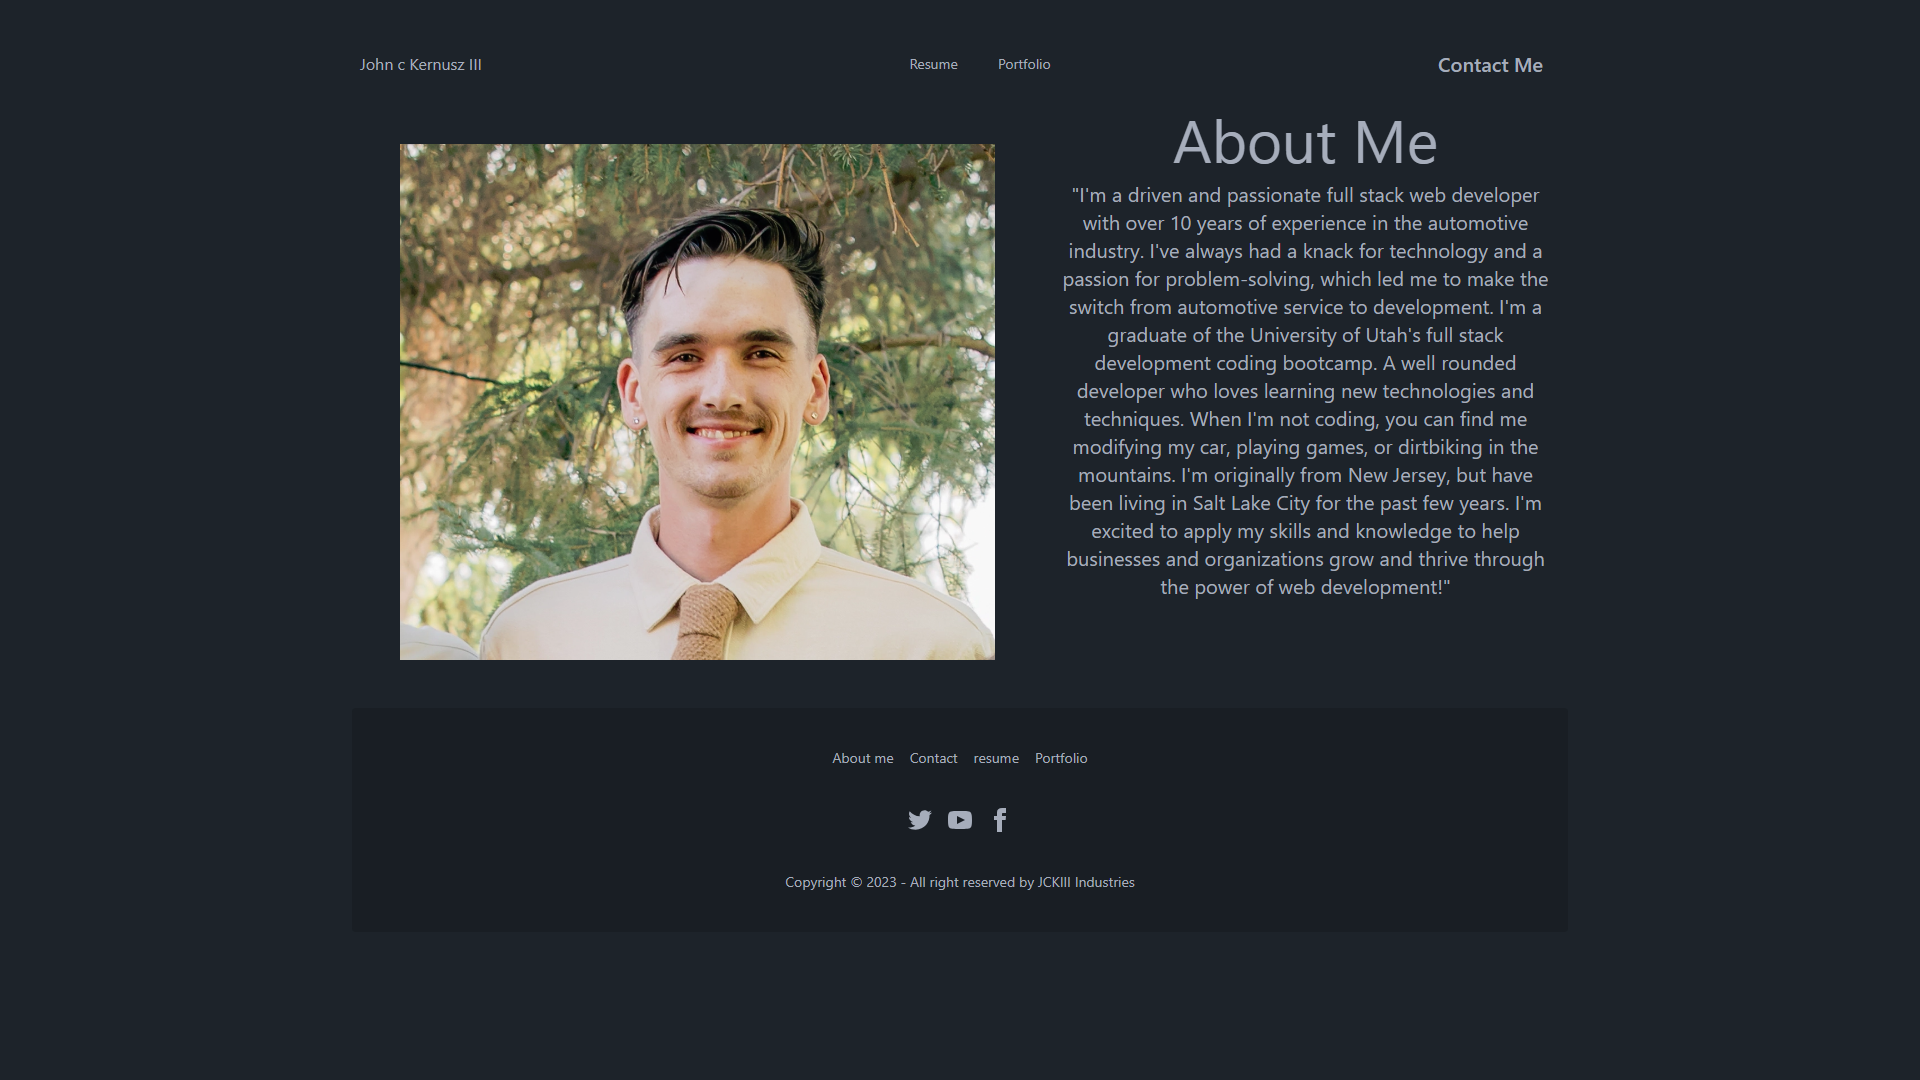 John c Kernusz III
Resume
Portfolio
Contact Me
About Me
"I'm a driven and passionate full stack web developer
with over 10 years of experience in the automotive
industry. I've always had a knack for technology and a
passion for problem-solving, which led me to make the
switch from automotive service to development. I'm a
graduate of the University of Utah's full stack
development coding bootcamp. A well rounded
developer who loves learning new technologies and
techniques. When I'm not coding, you can find me
modifying my car, playing games, or dirtbiking in the
mountains. I'm originally from New Jersey, but have
been living in Salt Lake City for the past few years. I'm
excited to apply my skills and knowledge to help
businesses and organizations grow and thrive through
the power of web development!"
About me
Contact
resume
Portfolio
Copyright © 2023 - All right reserved by JCKIII Industries